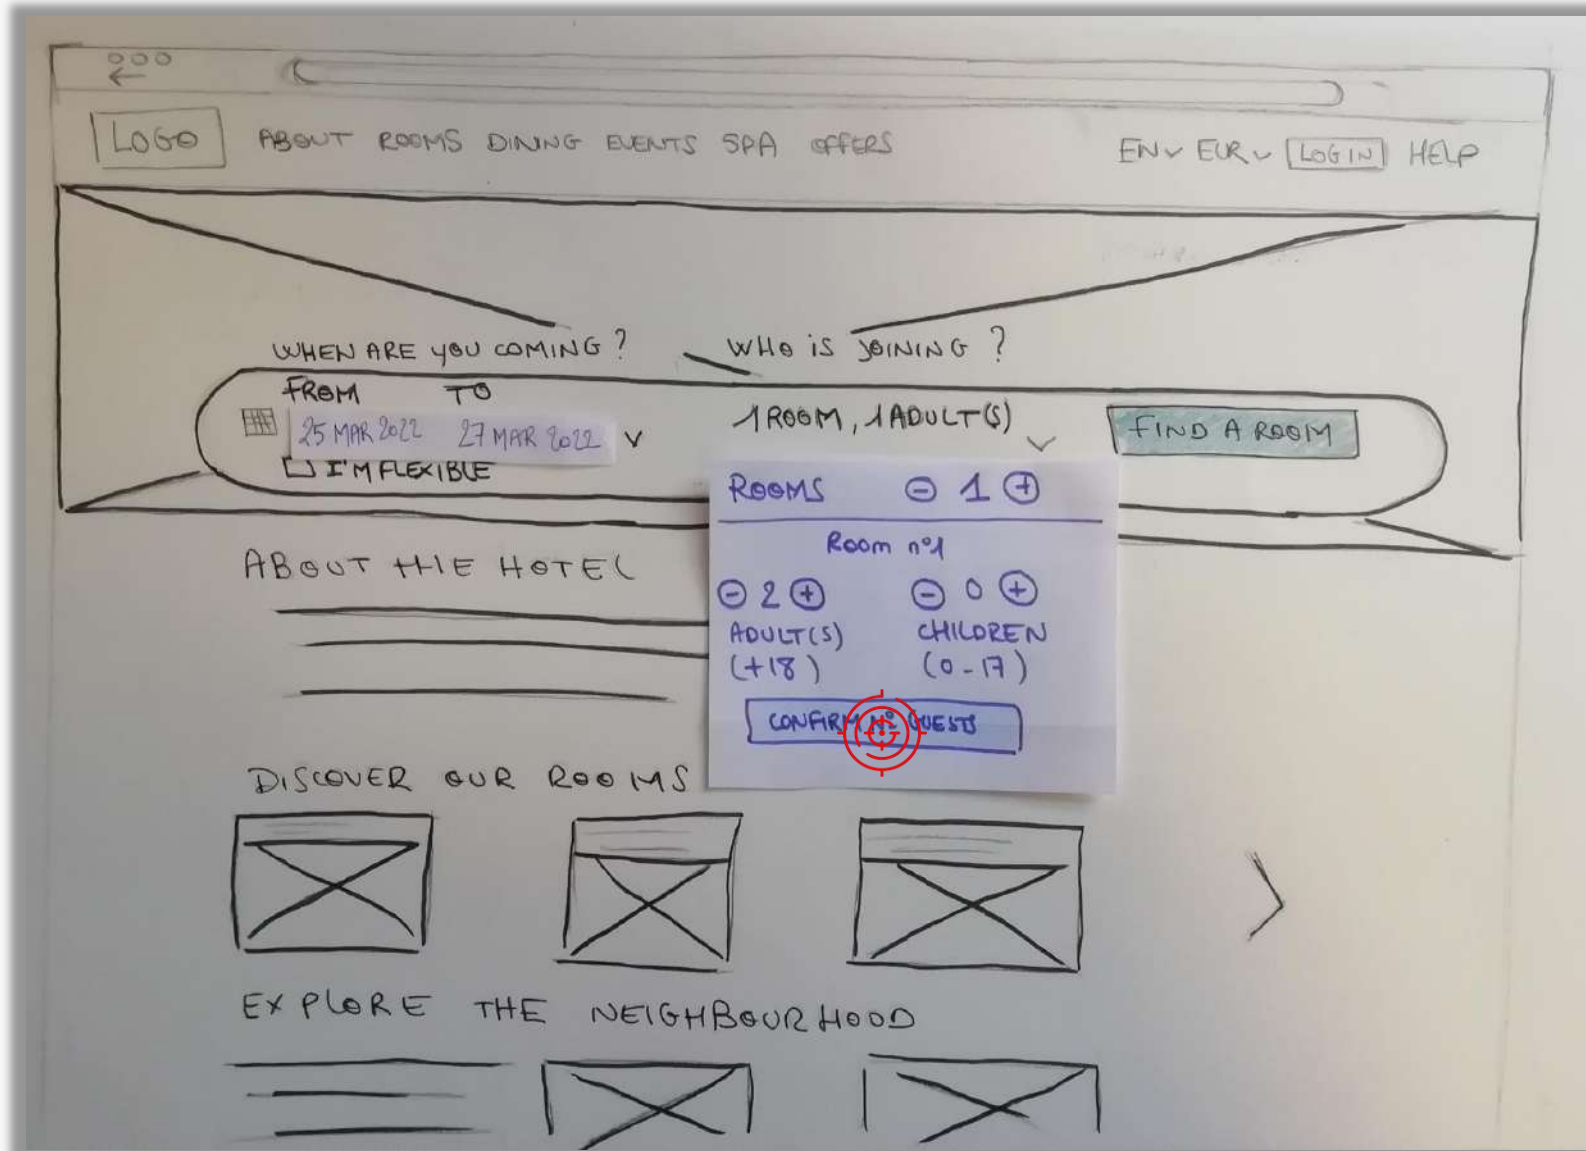 LOGO ABOUT ROOMS DINING EVENTS SPA OFFERS EN EUR LOGIN HELP
WHEN ARE YOU COMING? WHO IS JOINING?
FROM TO
25 MAR 2022 27 MAR 2022 1 ROOM, 1 ADULT(S) FIND A ROOM
I'M FLEXIBLE
ROOMS - 1 +
Room n°1
- 2 + - 0 +
ADULT(S) CHILDREN
(+18) (0-17)
CONFIRM N° GUESTS
ABOUT THE HOTEL
DISCOVER OUR ROOMS
EXPLORE THE NEIGHBOURHOOD